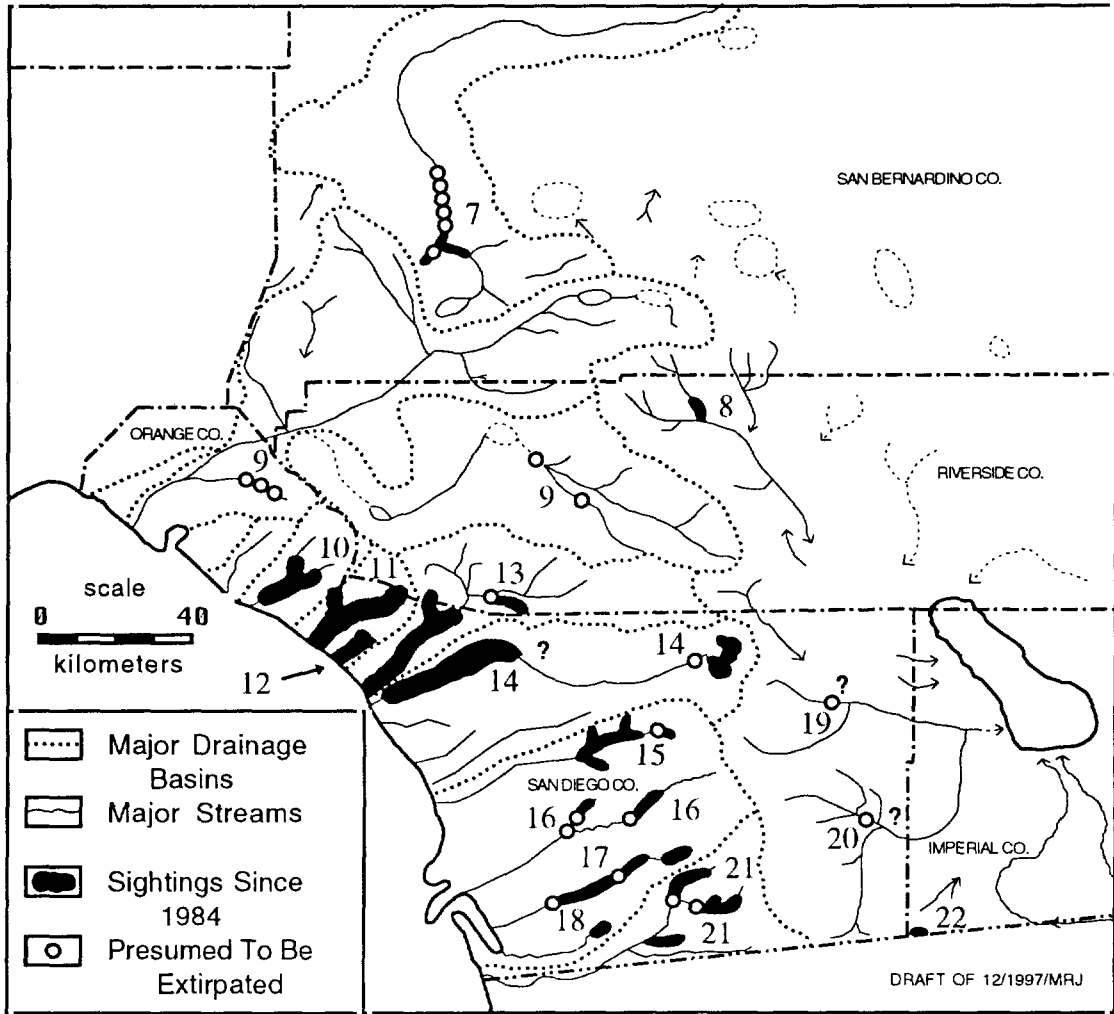 SAN BERNARDINO CO.
7
8
ORANGE CO.
9
RIVERSIDE CO.
9
10
11
13
scale
0 40
kilometers
12
14
?
14
?
19
15
SAN DIEGO CO.
16
16
20
?
IMPERIAL CO.
17
21
18
21
22
DRAFT OF 12/1997/MRJ
Major Drainage
Basins
Major Streams
Sightings Since
1984
Presumed To Be
Extirpated